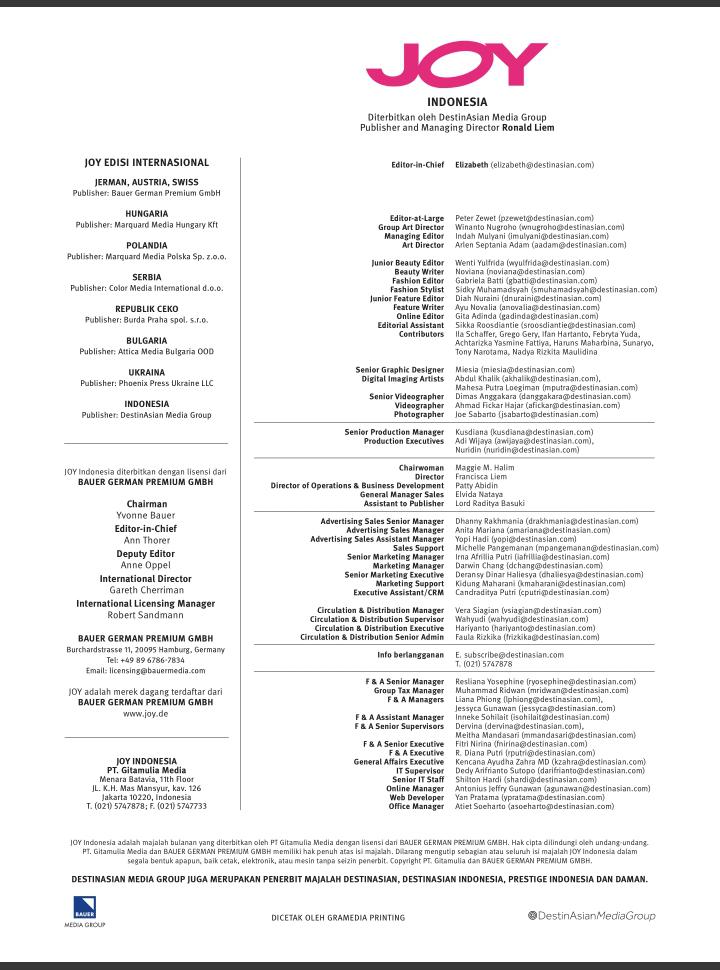 JOY
INDONESIA
Diterbitkan oleh DestinAsian Media Group
Publisher and Managing Director Ronald Liem
JOY EDISI INTERNASIONAL
JERMAN, AUSTRIA, SWISS
Publisher: Bauer German Premium GmbH
HUNGARIA
Publisher: Marquard Media Hungary Kft
POLANDIA
Publisher: Marquard Media Polska Sp. z.o.o.
SERBIA
Publisher: Color Media International d.o.o.
REPUBLIK CEKO
Publisher: Burda Praha spol. s.r.o.
BULGARIA
Publisher: Attica Media Bulgaria OOD
UKRAINA
Publisher: Phoenix Press Ukraine LLC
INDONESIA
Publisher: DestinAsian Media Group
JOY Indonesia diterbitkan dengan lisensi dari
BAUER GERMAN PREMIUM GMBH
Chairman
Yvonne Bauer
Editor-in-Chief
Ann Thorer
Deputy Editor
Anne Oppel
International Director
Gareth Cherriman
International Licensing Manager
Robert Sandmann
BAUER GERMAN PREMIUM GMBH
Burchardstrasse 11, 20095 Hamburg, Germany
Tel: +49 89 6786-7834
Email: licensing@bauermedia.com
JOY adalah merek dagang terdaftar dari
BAUER GERMAN PREMIUM GMBH
www.joy.de
JOY INDONESIA
PT. Gitamulia Media
Menara Batavia, 11th Floor
JL. K.H. Mas Mansyur, kav. 126
Jakarta 10220, Indonesia
T. (021) 5747878; F. (021) 5747733
Editor-in-Chief Elizabeth (elizabeth@destinasian.com)
Editor-at-Large Peter Zewet (pzewet@destinasian.com)
Group Art Director Winanto Nugroho (wnugroho@destinasian.com)
Managing Editor Indah Mulyani (imulyani@destinasian.com)
Art Director Arlen Septania Adam (aadam@destinasian.com)
Junior Beauty Editor Wenti Yulfrida (wyulfrida@destinasian.com)
Beauty Writer Noviana (noviana@destinasian.com)
Fashion Editor Gabriela Batti (gbatti@destinasian.com)
Fashion Stylist Sidky Muhamadsyah (smuhamadsyah@destinasian.com)
Junior Feature Editor Diah Nuraini (dnuraini@destinasian.com)
Feature Writer Ayu Novalia (anovalia@destinasian.com)
Online Editor Gita Adinda (gadinda@destinasian.com)
Editorial Assistant Sikka Roosdiantie (sroosdiantie@destinasian.com)
Contributors Ila Schaffer, Grego Gery, Ifan Hartanto, Febryta Yuda,
Achtarizka Yasmine Fattiya, Haruns Maharbina, Sunaryo,
Tony Narotama, Nadya Rizkita Maulidina
Senior Graphic Designer Miesia (miesia@destinasian.com)
Digital Imaging Artists Abdul Khalik (akhalik@destinasian.com),
Mahesa Putra Loegiman (mputra@destinasian.com)
Senior Videographer Dimas Anggakara (danggakara@destinasian.com)
Videographer Ahmad Fickar Hajar (afickar@destinasian.com)
Photographer Joe Sabarto (jsabarto@destinasian.com)
Senior Production Manager Kusdiana (kusdiana@destinasian.com)
Production Executives Adi Wijaya (awijaya@destinasian.com),
Nuridin (nuridin@destinasian.com)
Chairwoman Maggie M. Halim
Director Francisca Liem
Director of Operations & Business Development Patty Abidin
General Manager Sales Elvida Nataya
Assistant to Publisher Lord Raditya Basuki
Advertising Sales Senior Manager Dhanny Rakhmania (drakhmania@destinasian.com)
Advertising Sales Manager Anita Mariana (amariana@destinasian.com)
Advertising Sales Assistant Manager Yopi Hadi (yopi@destinasian.com)
Sales Support Michelle Pangemanan (mpangemanan@destinasian.com)
Senior Marketing Manager Irna Afrillia Putri (iafrillia@destinasian.com)
Marketing Manager Darwin Chang (dchang@destinasian.com)
Senior Marketing Executive Deransy Dinar Haliesya (dhaliesya@destinasian.com)
Marketing Support Kidung Maharani (kmaharani@destinasian.com)
Executive Assistant/CRM Candraditya Putri (cputri@destinasian.com)
Circulation & Distribution Manager Vera Siagian (vsiagian@destinasian.com)
Circulation & Distribution Supervisor Wahyudi (wahyudi@destinasian.com)
Circulation & Distribution Executive Hariyanto (hariyanto@destinasian.com)
Circulation & Distribution Senior Admin Faula Rizkika (frizkika@destinasian.com)
Info berlangganan E. subscribe@destinasian.com
T. (021) 5747878
F & A Senior Manager Resliana Yosephine (ryosephine@destinasian.com)
Group Tax Manager Muhammad Ridwan (mridwan@destinasian.com)
F & A Managers Liana Phiong (lphiong@destinasian.com),
Jessyca Gunawan (jessyca@destinasian.com)
F & A Assistant Manager Inneke Sohilait (isohilait@destinasian.com)
F & A Senior Supervisors Dervina (dervina@destinasian.com),
Meitha Mandasari (mmandasari@destinasian.com)
F & A Senior Executive Fitri Nirina (fnirina@destinasian.com)
F & A Executive R. Diana Putri (rputri@destinasian.com)
General Affairs Executive Kencana Ayudha Zahra MD (kzahra@destinasian.com)
IT Supervisor Dedy Arifrianto Sutopo (darifrianto@destinasian.com)
Senior IT Staff Shilton Hardi (shardi@destinasian.com)
Online Manager Antonius Jeffry Gunawan (agunawan@destinasian.com)
Web Developer Yan Pratama (ypratama@destinasian.com)
Office Manager Atiet Soeharto (asoeharto@destinasian.com)
JOY Indonesia adalah majalah bulanan yang diterbitkan oleh PT Gitamulia Media dengan lisensi dari BAUER GERMAN PREMIUM GMBH. Hak cipta dilindungi oleh undang-undang.
PT. Gitamulia Media dan BAUER GERMAN PREMIUM GMBH memiliki hak penuh atas isi majalah. Dilarang mengutip sebagian atau seluruh isi majalah JOY Indonesia dalam
segala bentuk apapun, baik cetak, elektronik, atau mesin tanpa seizin penerbit. Copyright PT. Gitamulia dan BAUER GERMAN PREMIUM GMBH.
DESTINASIAN MEDIA GROUP JUGA MERUPAKAN PENERBIT MAJALAH DESTINASIAN, DESTINASIAN INDONESIA, PRESTIGE INDONESIA DAN DAMAN.
BAUER
MEDIA GROUP
DICETAK OLEH GRAMEDIA PRINTING
DestinAsianMediaGroup